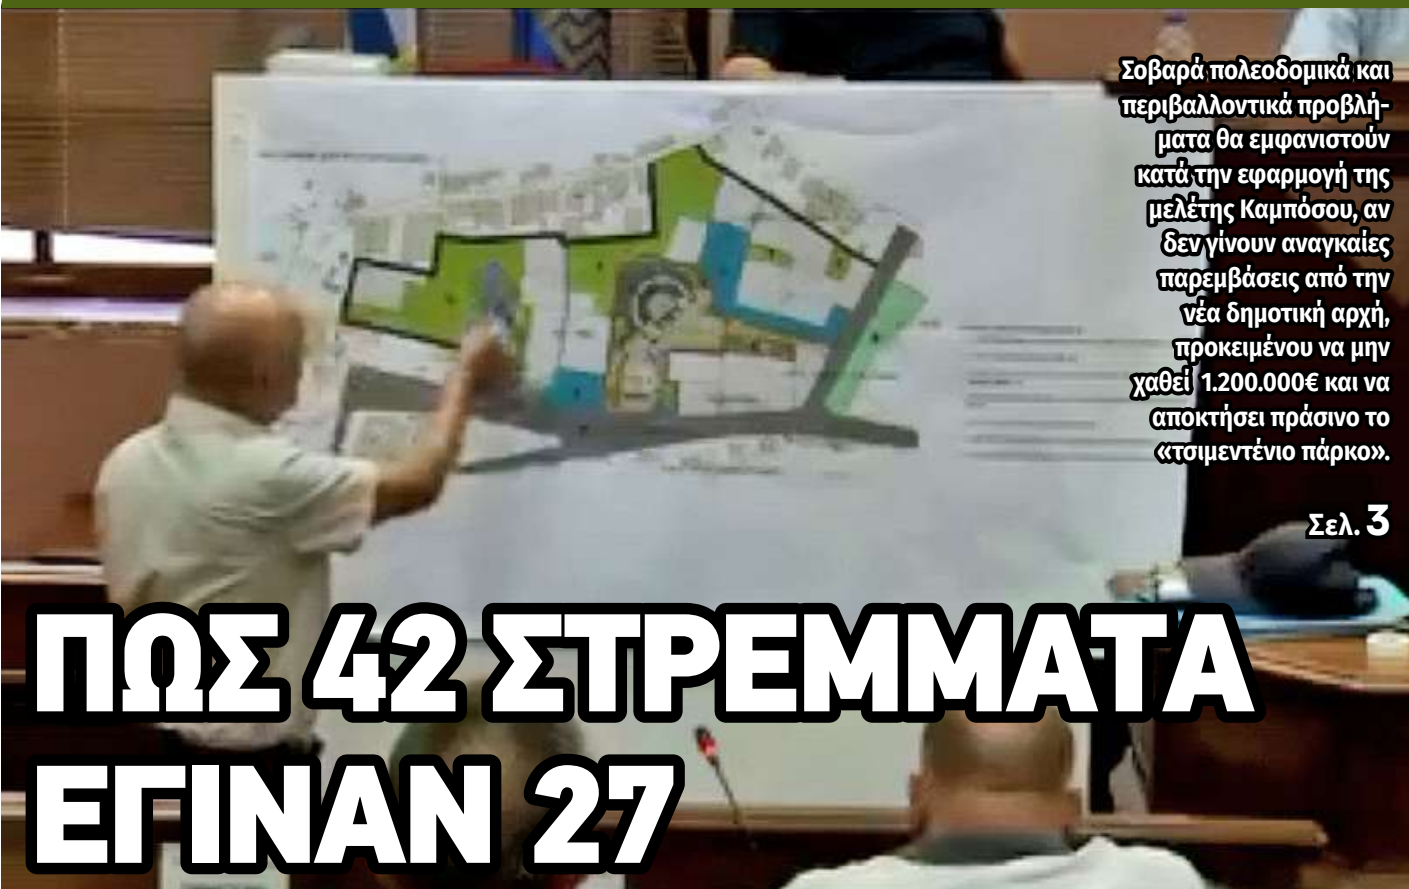 Σοβαρά πολεοδομικά και
περιβαλλοντικά προβλή-
ματα θα εμφανιστούν
κατά την εφαρμογή της
μελέτης Καμπόσου, αν
δεν γίνουν αναγκαίες
παρεμβάσεις από την
νέα δημοτική αρχή,
προκειμένου να μην
χαθεί 1.200.000€ και να
αποκτήσει πράσινο το
«τσιμεντένιο πάρκο».
Σελ. 3
ΠΩΣ 42 ΣΤΡΕΜΜΑΤΑ
ΕΓΙΝΑΝ 27